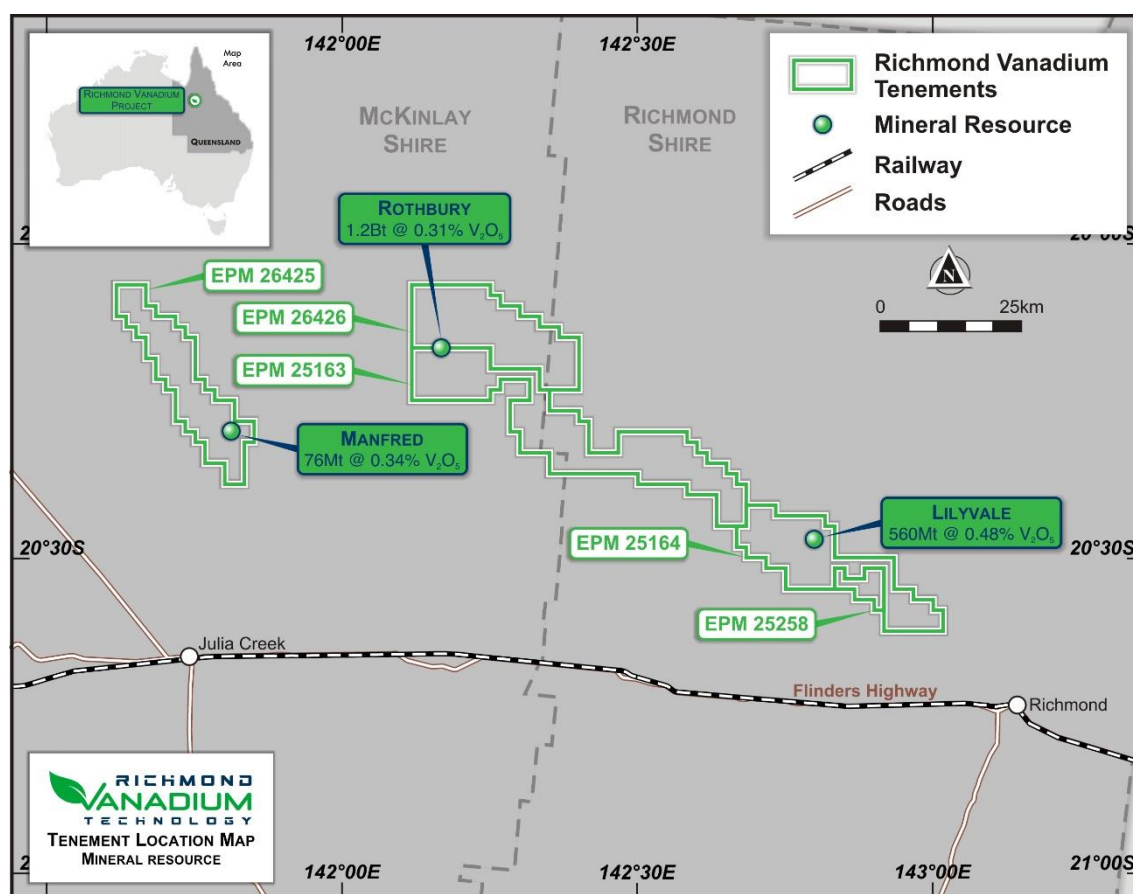 142°00E
142°30E
Map
Area
RICHMOND VANADIUM
PROJECT
QUEENSLAND
MCKINLAY
SHIRE
RICHMOND
SHIRE
Richmond Vanadium
Tenements
Mineral Resource
Railway
Roads
20°00S
0 25km
ROTHBURY
1.2Bt @ 0.31% V₂O₅
EPM 26425
EPM 26426
EPM 25163
MANFRED
76Mt @ 0.34% V₂O₅
LILYVALE
560Mt @ 0.48% V₂O₅
20°30S
20°30S
EPM 25164
EPM 25258
Julia Creek
Flinders Highway
Richmond
RICHMOND
VANADIUM
TECHNOLOGY
TENEMENT LOCATION MAP
MINERAL RESOURCE
142°00E
142°30E
143°00E
21°00S